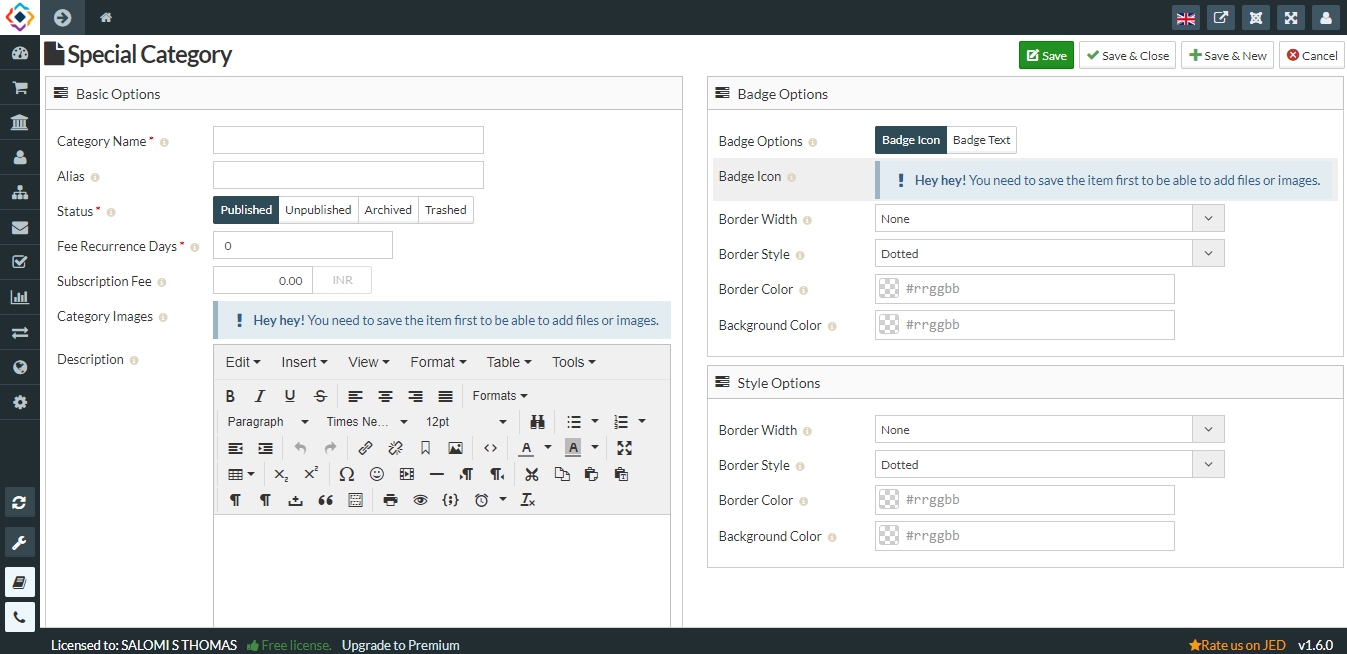 Special Category
Save
Save & Close
Save & New
Cancel
Basic Options
Category Name *
Alias
Status *
Published Unpublished Archived Trashed
Fee Recurrence Days *
0
Subscription Fee
0.00 INR
Category Images
Hey hey! You need to save the item first to be able to add files or images.
Description
Edit Insert View Format Table Tools
Formats
Paragraph Times Ne... 12pt
Badge Options
Badge Options
Badge Icon Badge Text
Badge Icon
Hey hey! You need to save the item first to be able to add files or images.
Border Width
None
Border Style
Dotted
Border Color
#rrggbb
Background Color
#rrggbb
Style Options
Border Width
None
Border Style
Dotted
Border Color
#rrggbb
Background Color
#rrggbb
Licensed to: SALOMI S THOMAS Free license. Upgrade to Premium
Rate us on JED v1.6.0